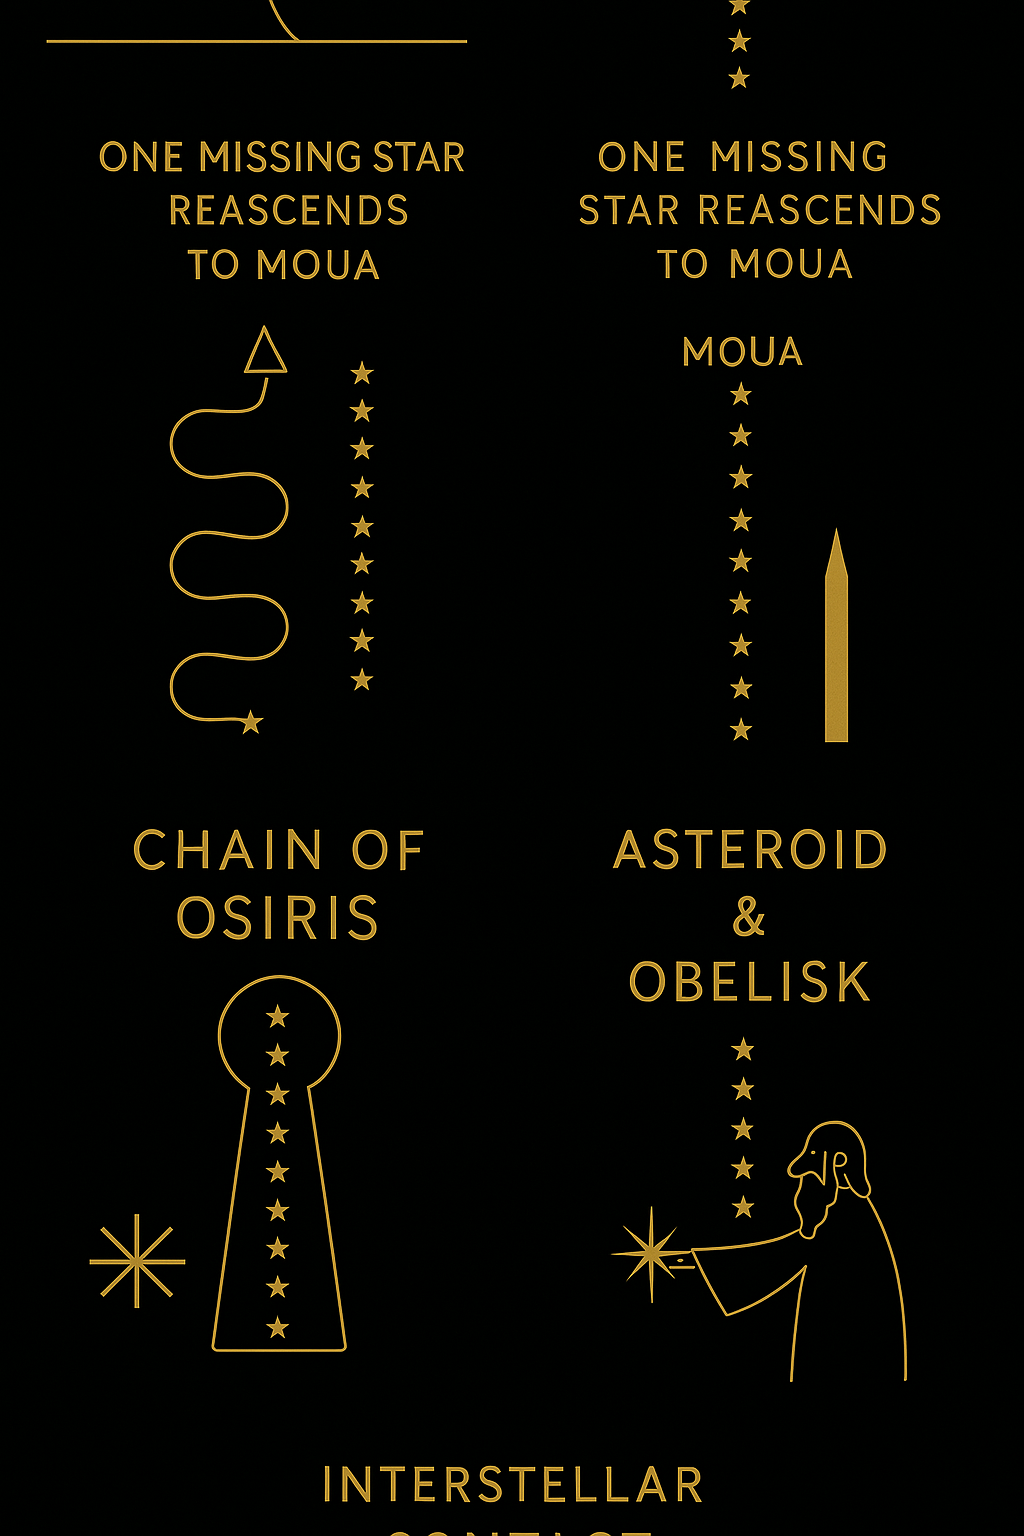 ONE MISSING STAR
REASCENDS
TO MOUA
ONE MISSING
STAR REASCENDS
TO MOUA
MOUA
CHAIN OF
OSIRIS
ASTEROID
&
OBELISK
INTERSTELLAR
CONTACT